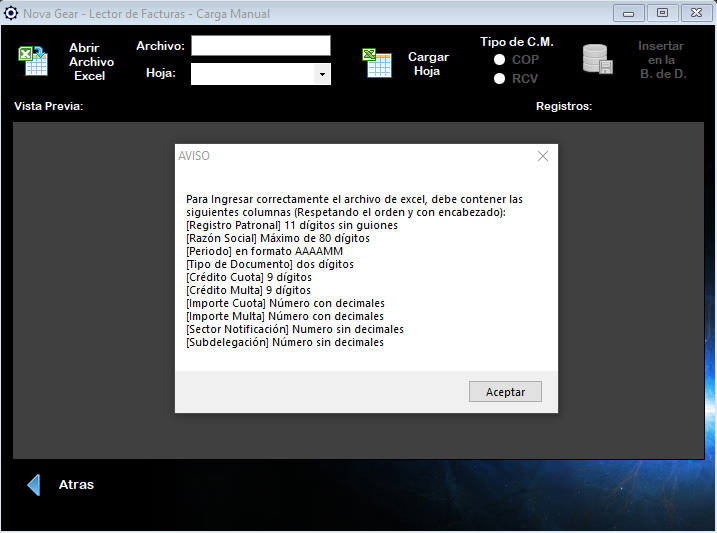 Nova Gear - Lector de Facturas - Carga Manual
Abrir
Archivo
Excel
Archivo:
Hoja:
Cargar
Hoja
Tipo de C.M.
COP
RCV
Insertar
en la
B. de D.
Vista Previa:
Registros:
AVISO
Para Ingresar correctamente el archivo de excel, debe contener las
siguientes columnas (Respetando el orden y con encabezado):
[Registro Patronal] 11 dígitos sin guiones
[Razón Social] Máximo de 80 dígitos
[Periodo] en formato AAAAMM
[Tipo de Documento] dos dígitos
[Crédito Cuota] 9 dígitos
[Crédito Multa] 9 dígitos
[Importe Cuota] Número con decimales
[Importe Multa] Número con decimales
[Sector Notificación] Numero sin decimales
[Subdelegación] Número sin decimales
Aceptar
Atras